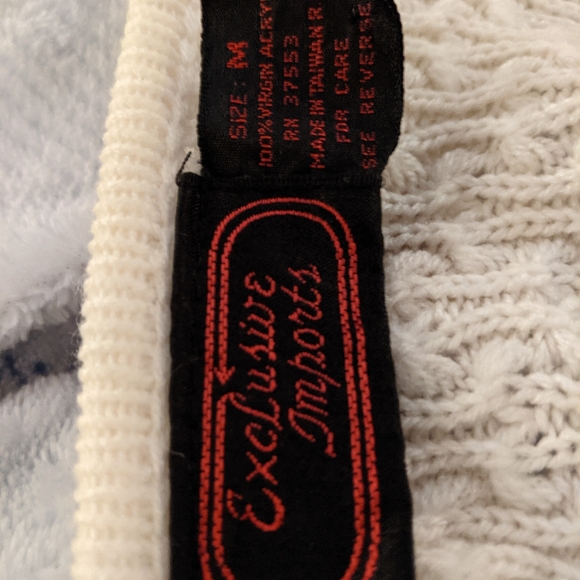 SIZE: M
100% VIRGIN ACRY
RN 37553
MADE IN TAIWAN R.
FOR CARE
SEE REVERSE
Exclusive
Imports